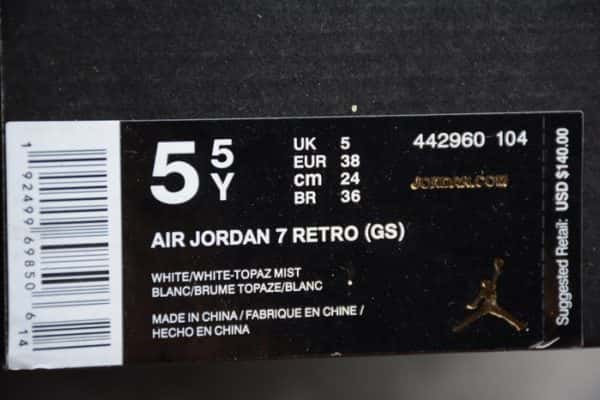 1 92499 69850 6 14
5 5 Y
UK 5
EUR 38
cm 24
BR 36
442960 104
JORDAN.COM
AIR JORDAN 7 RETRO (GS)
WHITE/WHITE-TOPAZ MIST
BLANC/BRUME TOPAZE/BLANC
MADE IN CHINA / FABRIQUE EN CHINE /
HECHO EN CHINA
Suggested Retail: USD $140.00